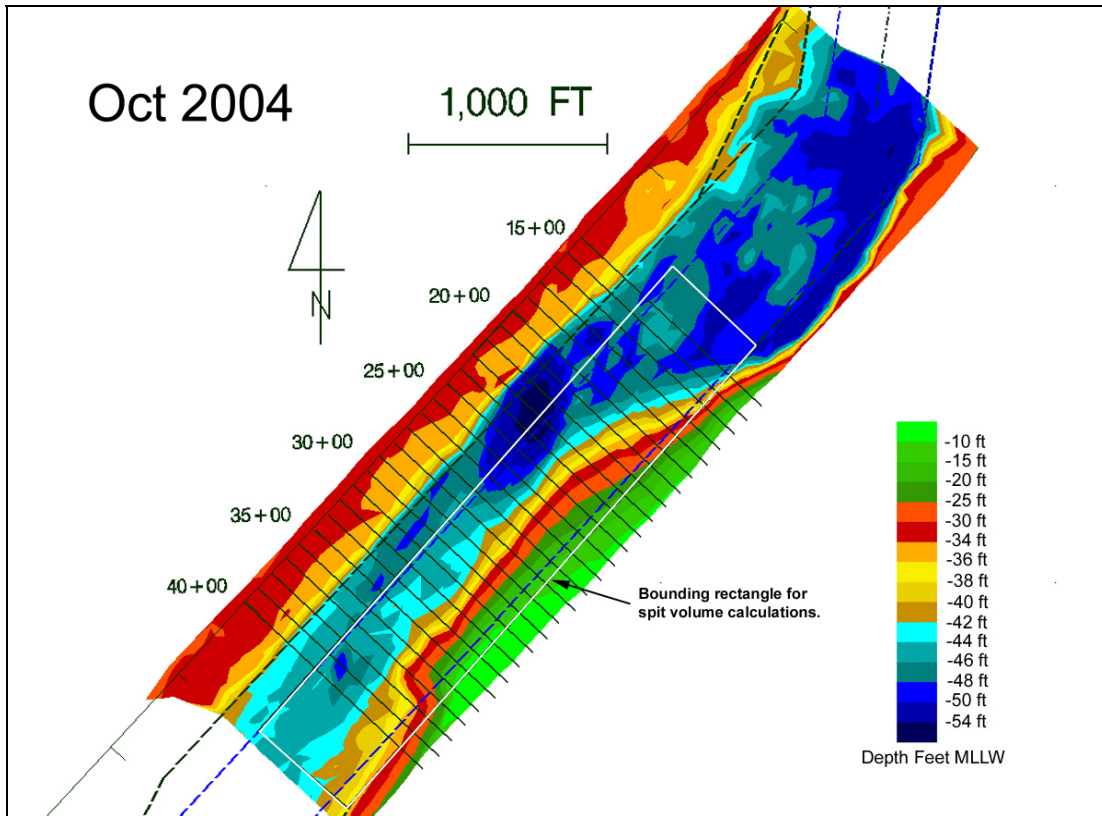 Oct 2004
1,000 FT
N
15+00
20+00
25+00
30+00
35+00
40+00
Bounding rectangle for
spit volume calculations.
-10 ft
-15 ft
-25 ft
-30 ft
-34 ft
-36 ft
-38 ft
-40 ft
-42 ft
-44 ft
-46 ft
-48 ft
-50 ft
-54 ft
Depth Feet MLLW